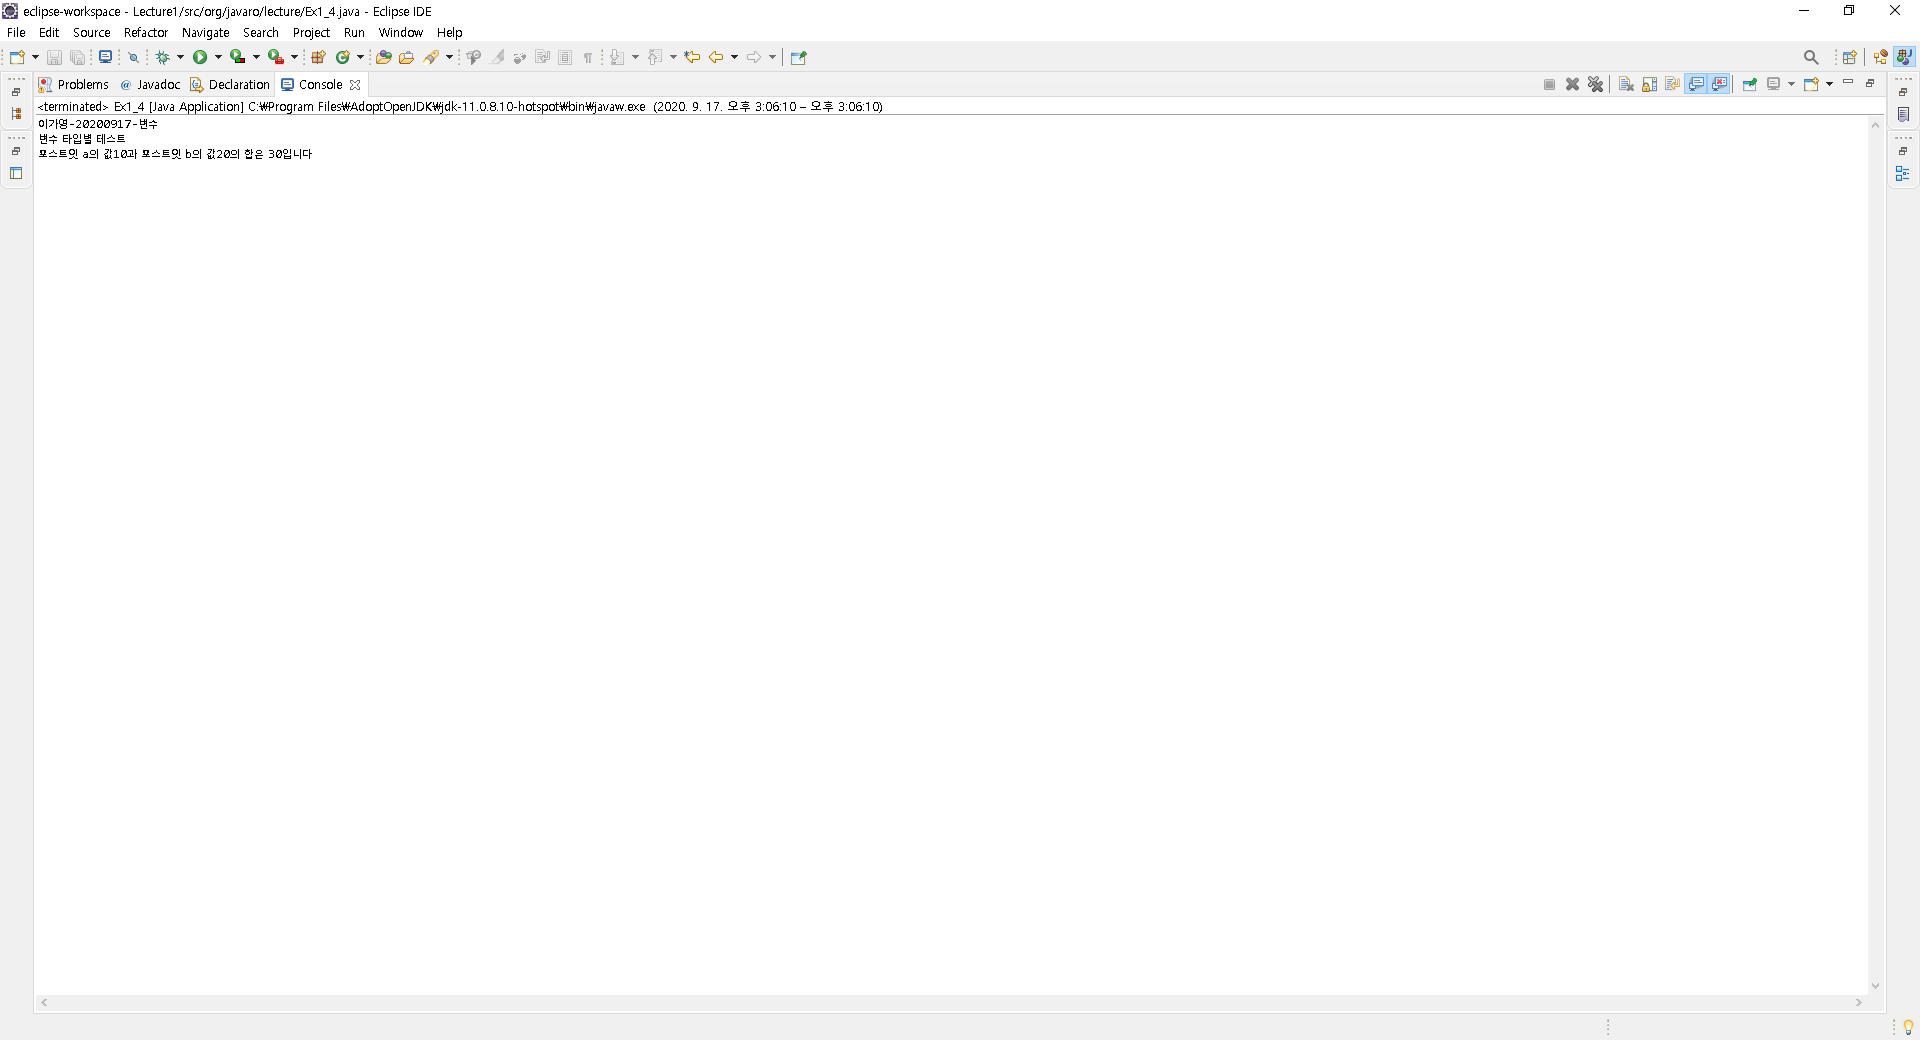 eclipse-workspace - Lecture1/src/org/javaro/lecture/Ex1_4.java - Eclipse IDE
File Edit Source Refactor Navigate Search Project Run Window Help
Problems @ Javadoc Declaration Console
<terminated> Ex1_4 [Java Application] C:₩Program Files₩AdoptOpenJDK₩jdk-11.0.8.10-hotspot₩bin₩javaw.exe (2020. 9. 17. 오후 3:06:10 – 오후 3:06:10)
이가영-20200917-변수
변수 타입별 테스트
포스트잇 a의 값10과 포스트잇 b의 값20의 합은 30입니다